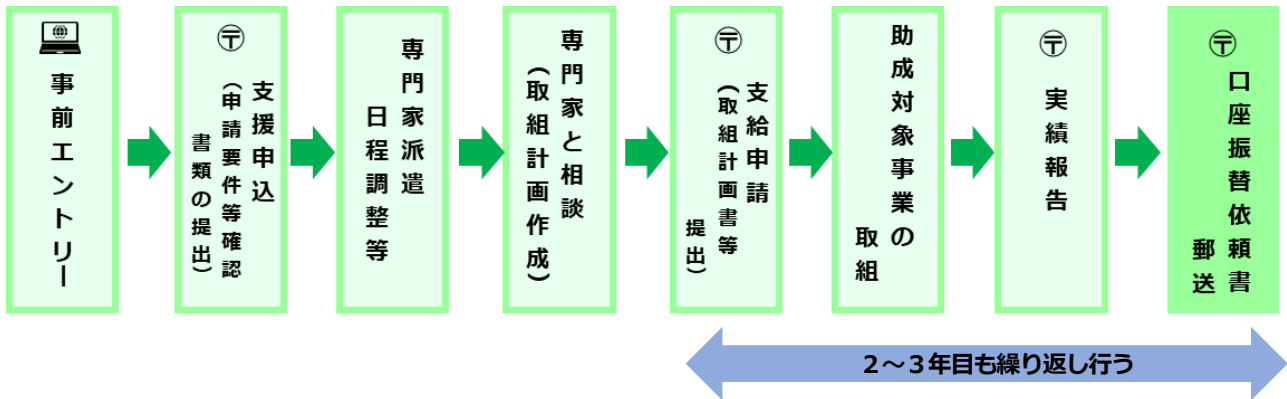 事前エントリー
〒
支援申込
(申請要件等確認
書類の提出)
専門家派遣
日程調整等
専門家と相談
(取組計画作成)
〒
支給申請
(取組計画書等
提出)
助成対象事業の
取組
〒
実績報告
〒
口座振替依頼書
郵送
2～3年目も繰り返し行う